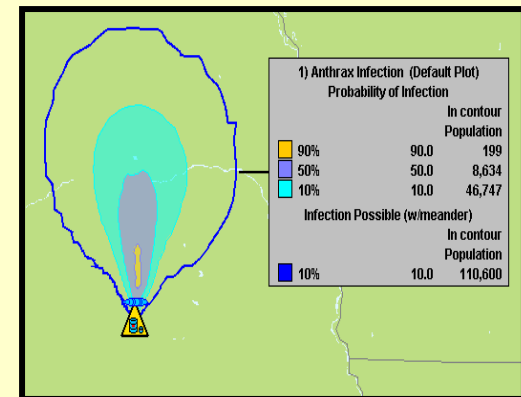 1) Anthrax Infection (Default Plot)
Probability of Infection
In contour
Population
90% 90.0 199
50% 50.0 8,634
10% 10.0 46,747
Infection Possible (w/meander)
In contour
Population
10% 10.0 110,600